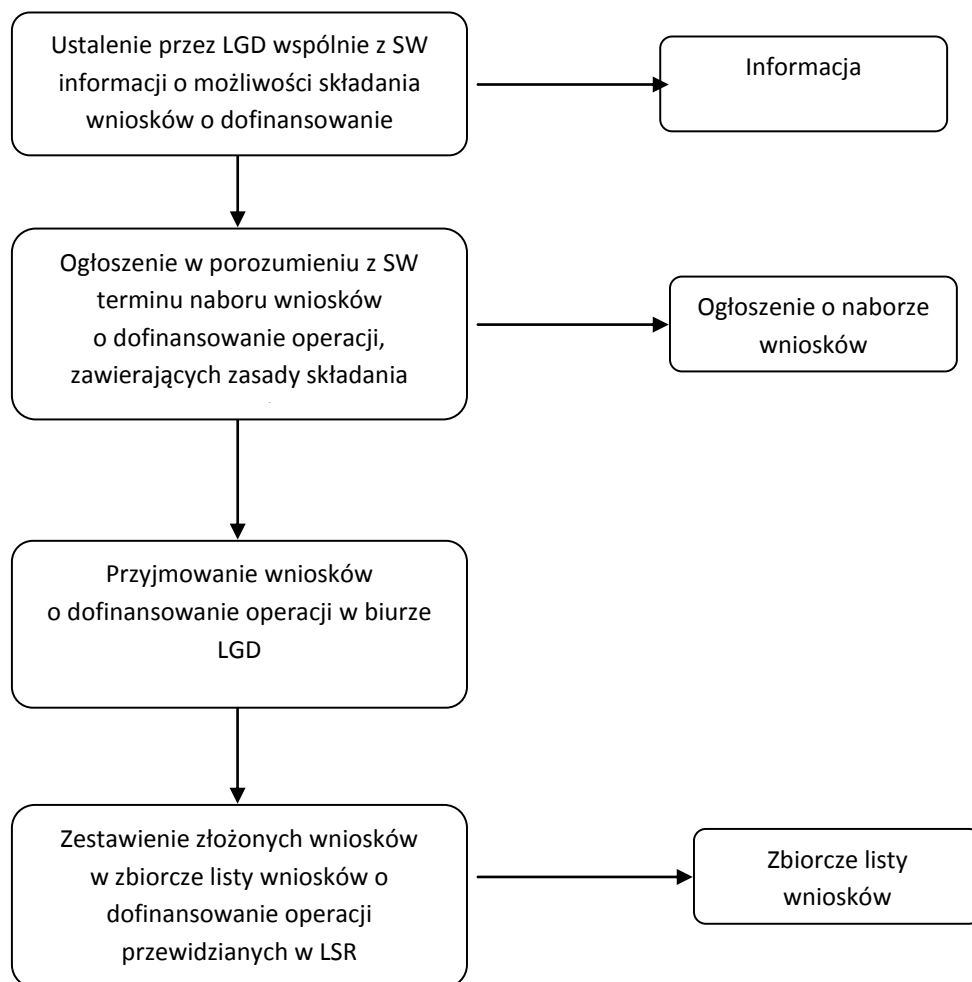 Ustalenie przez LGD wspólnie z SW
informacji o możliwości składania
wniosków o dofinansowanie
Informacja
Ogłoszenie w porozumieniu z SW
terminu naboru wniosków
o dofinansowanie operacji,
zawierających zasady składania
Ogłoszenie o naborze
wniosków
Przyjmowanie wniosków
o dofinansowanie operacji w biurze
LGD
Zestawienie złożonych wniosków
w zbiorcze listy wniosków o
dofinansowanie operacji
przewidzianych w LSR
Zbiorcze listy
wniosków